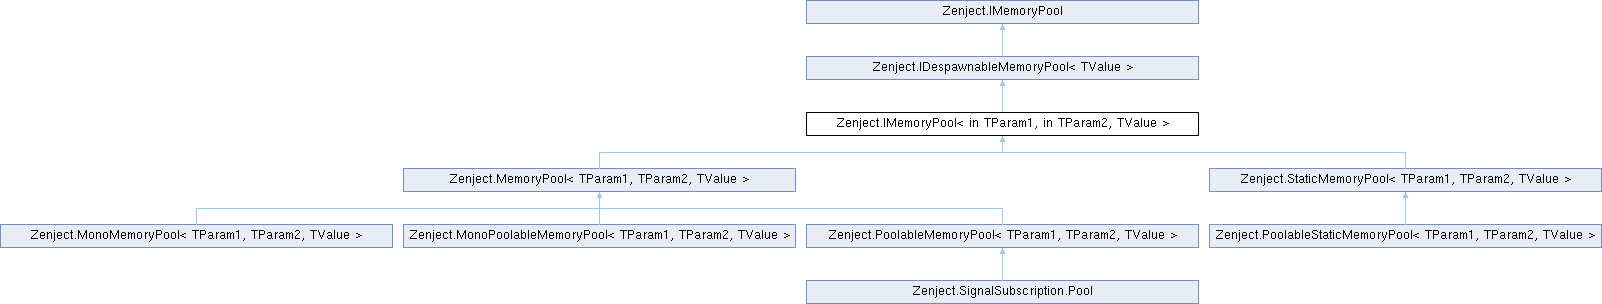 Zenject.IMemoryPool
Zenject.IDespawnableMemoryPool< TValue >
Zenject.IMemoryPool< in TParam1, in TParam2, TValue >
Zenject.MemoryPool< TParam1, TParam2, TValue >
Zenject.StaticMemoryPool< TParam1, TParam2, TValue >
Zenject.MonoMemoryPool< TParam1, TParam2, TValue >
Zenject.MonoPoolableMemoryPool< TParam1, TParam2, TValue >
Zenject.PoolableMemoryPool< TParam1, TParam2, TValue >
Zenject.PoolableStaticMemoryPool< TParam1, TParam2, TValue >
Zenject.SignalSubscription.Pool